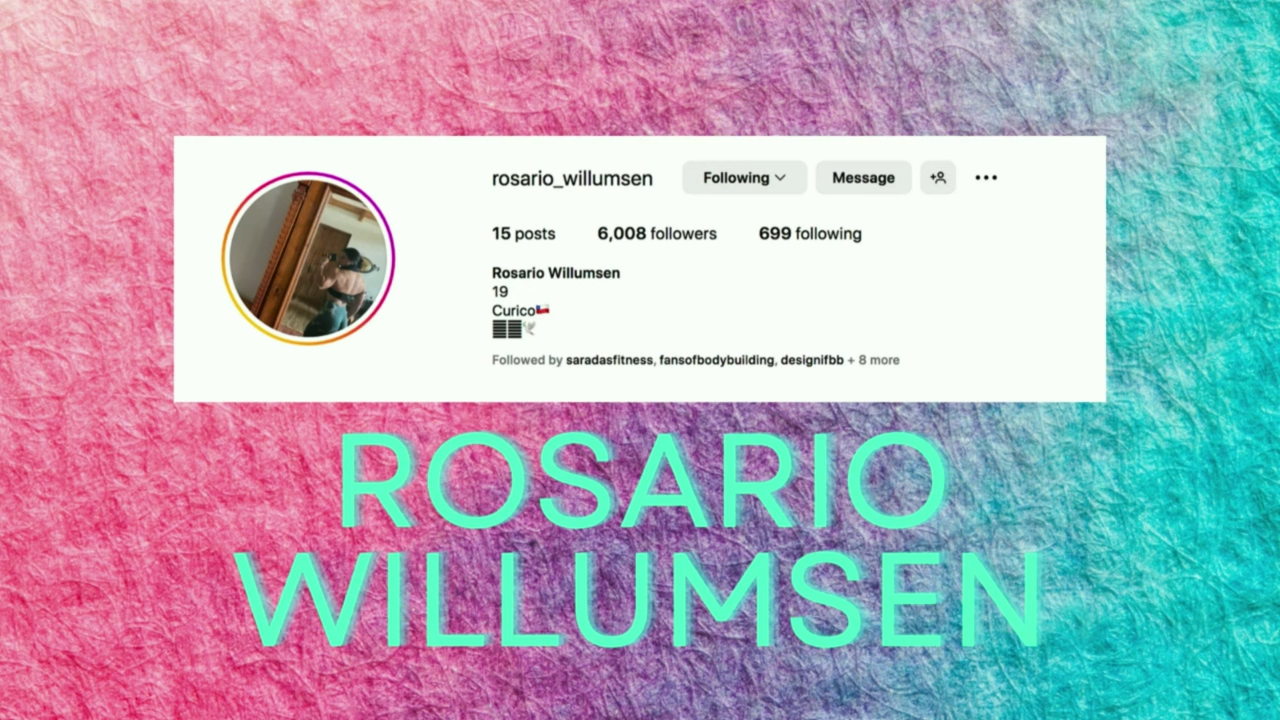 rosario_willumsen Following Message
15 posts 6,008 followers 699 following
Rosario Willumsen
19
Curico🇨🇱
Followed by saradasfitness, fansofbodybuilding, designifbb + 8 more
ROSARIO
WILLUMSEN